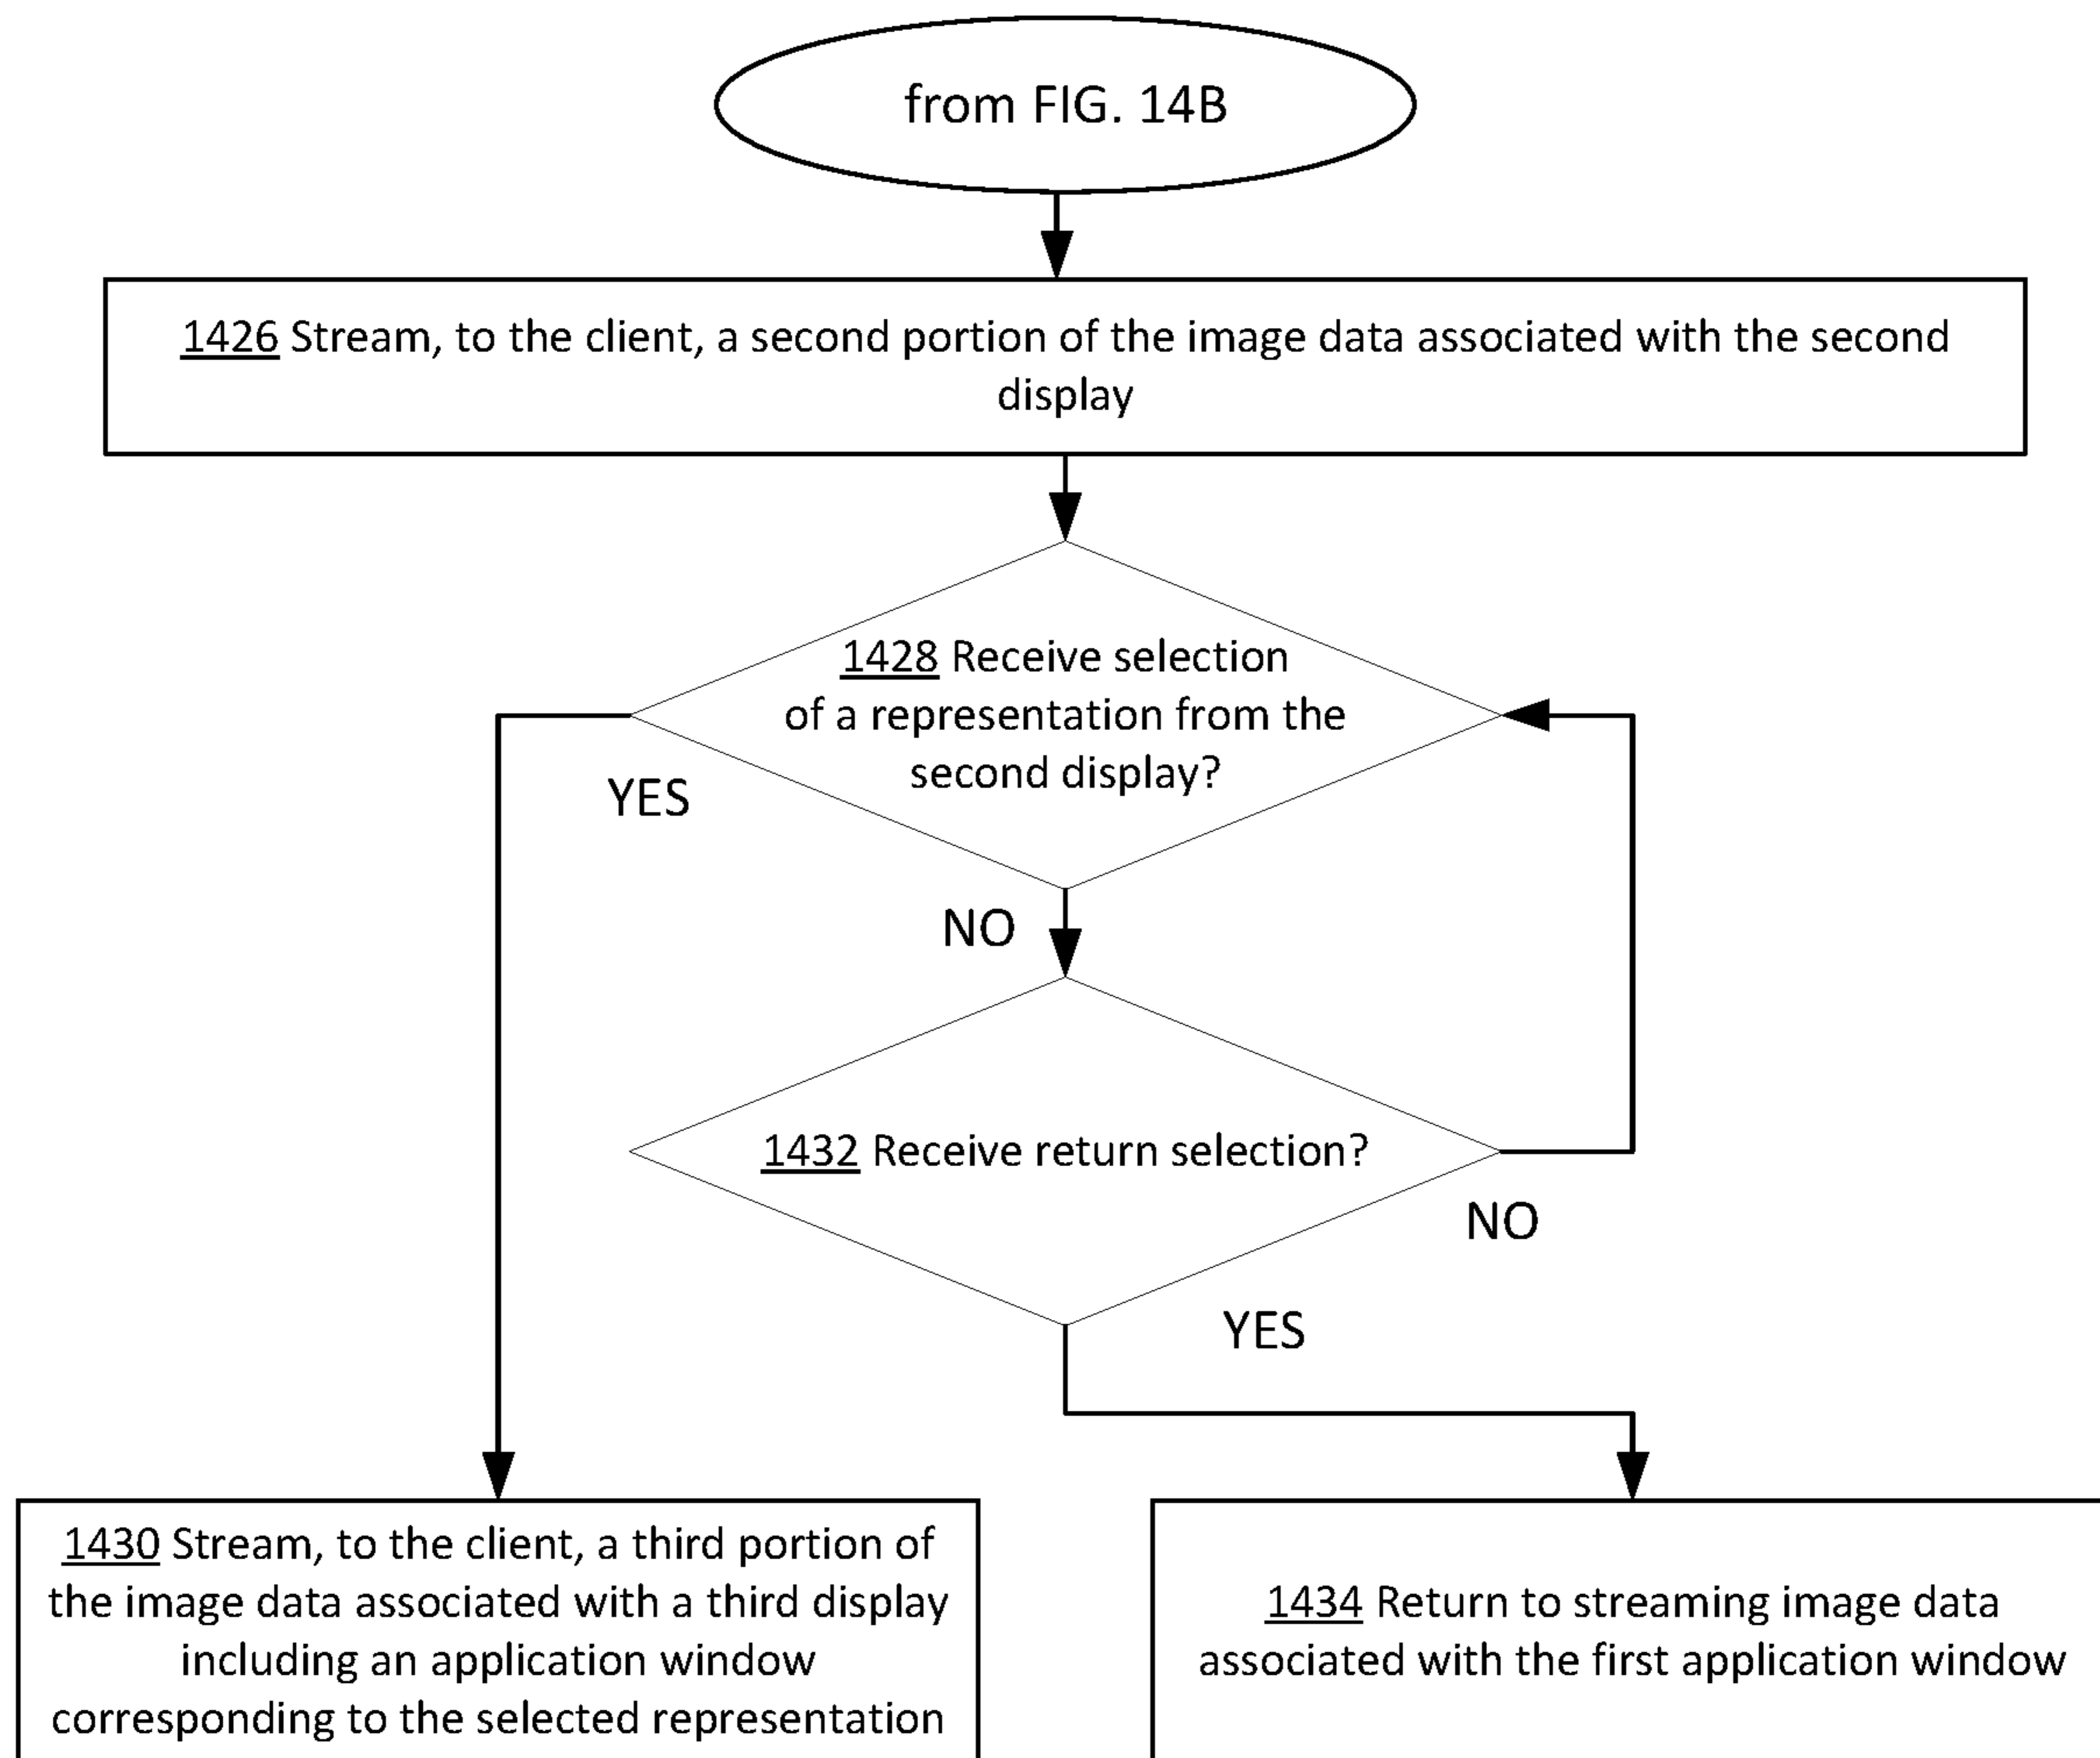 from FIG. 14B
1426 Stream, to the client, a second portion of the image data associated with the second
display
1428 Receive selection
of a representation from the
second display?
YES
NO
1432 Receive return selection?
NO
YES
1430 Stream, to the client, a third portion of
the image data associated with a third display
including an application window
corresponding to the selected representation
1434 Return to streaming image data
associated with the first application window